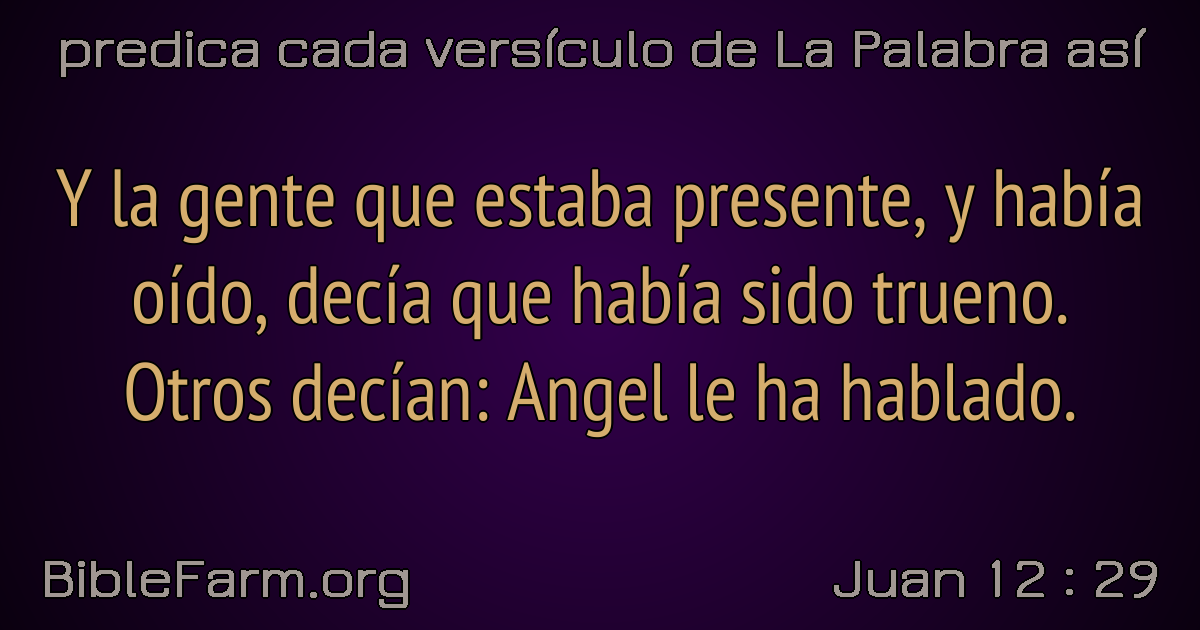 predica cada versículo de La Palabra así
Y la gente que estaba presente, y había
oído, decía que había sido trueno.
Otros decían: Angel le ha hablado.
BibleFarm.org
Juan 12 : 29